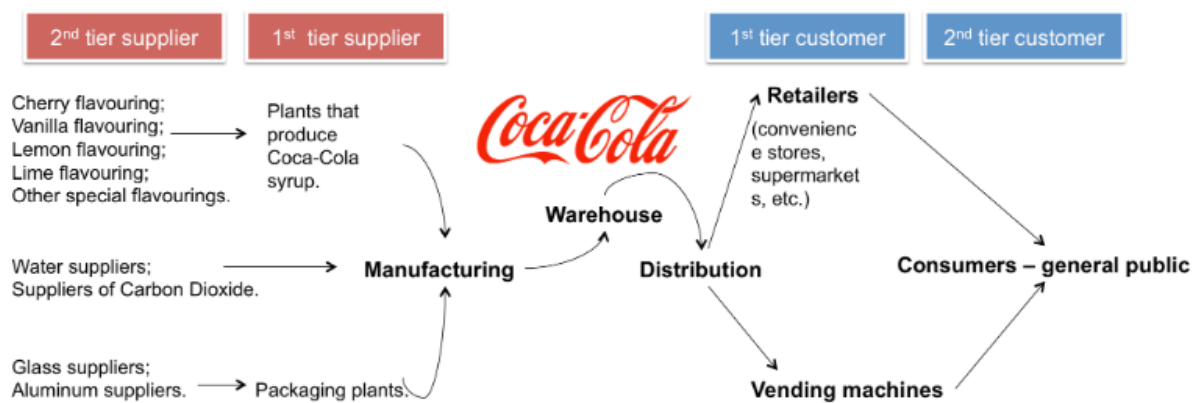 2nd tier supplier
1st tier supplier
1st tier customer
2nd tier customer
Cherry flavouring;
Vanilla flavouring;
Lemon flavouring;
Lime flavouring;
Other special flavourings.
Plants that
produce
Coca-Cola
syrup.
Coca-Cola
Retailers
(convenienc
e stores,
supermarket
s, etc.)
Warehouse
Water suppliers;
Suppliers of Carbon Dioxide.
Manufacturing
Distribution
Consumers – general public
Glass suppliers;
Aluminum suppliers.
Packaging plants.
Vending machines